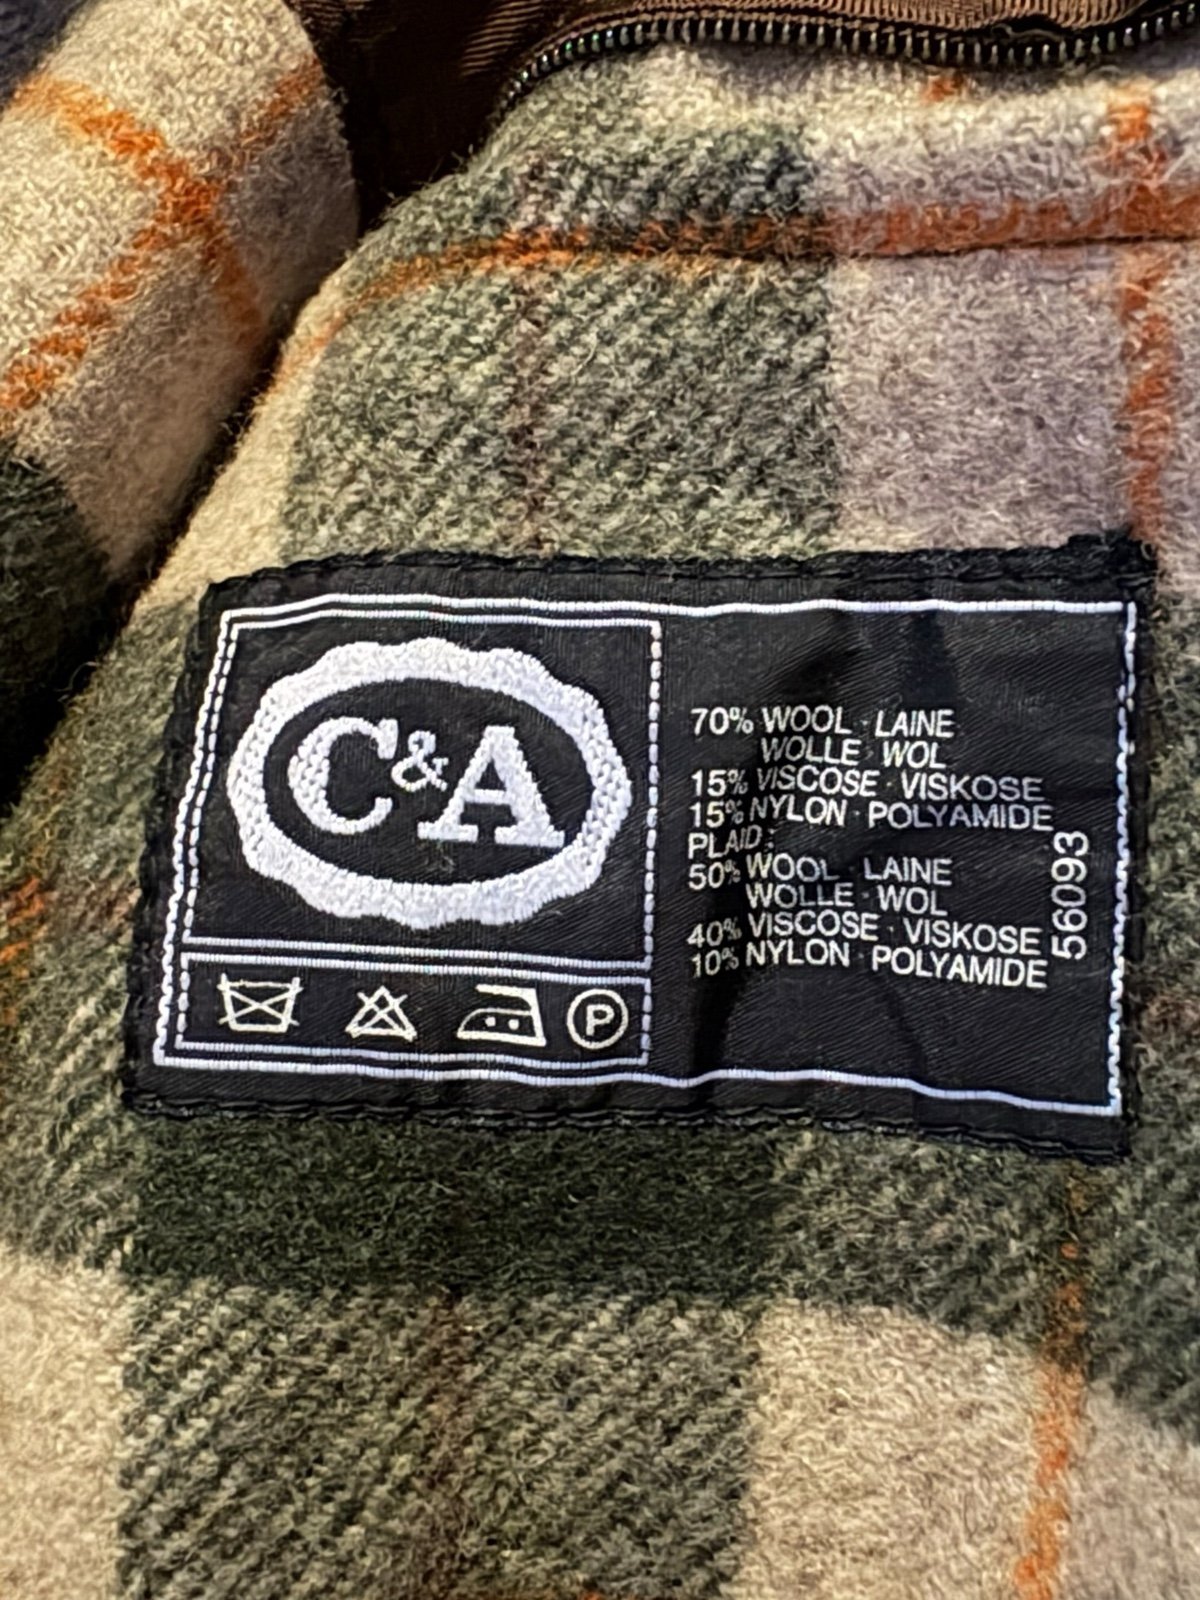 C&A
P
70% WOOL · LAINE
WOLLE · WOL
15% VISCOSE · VISKOSE
15% NYLON · POLYAMIDE
PLAID:
50% WOOL · LAINE
WOLLE · WOL
40% VISCOSE · VISKOSE
10% NYLON · POLYAMIDE
56093